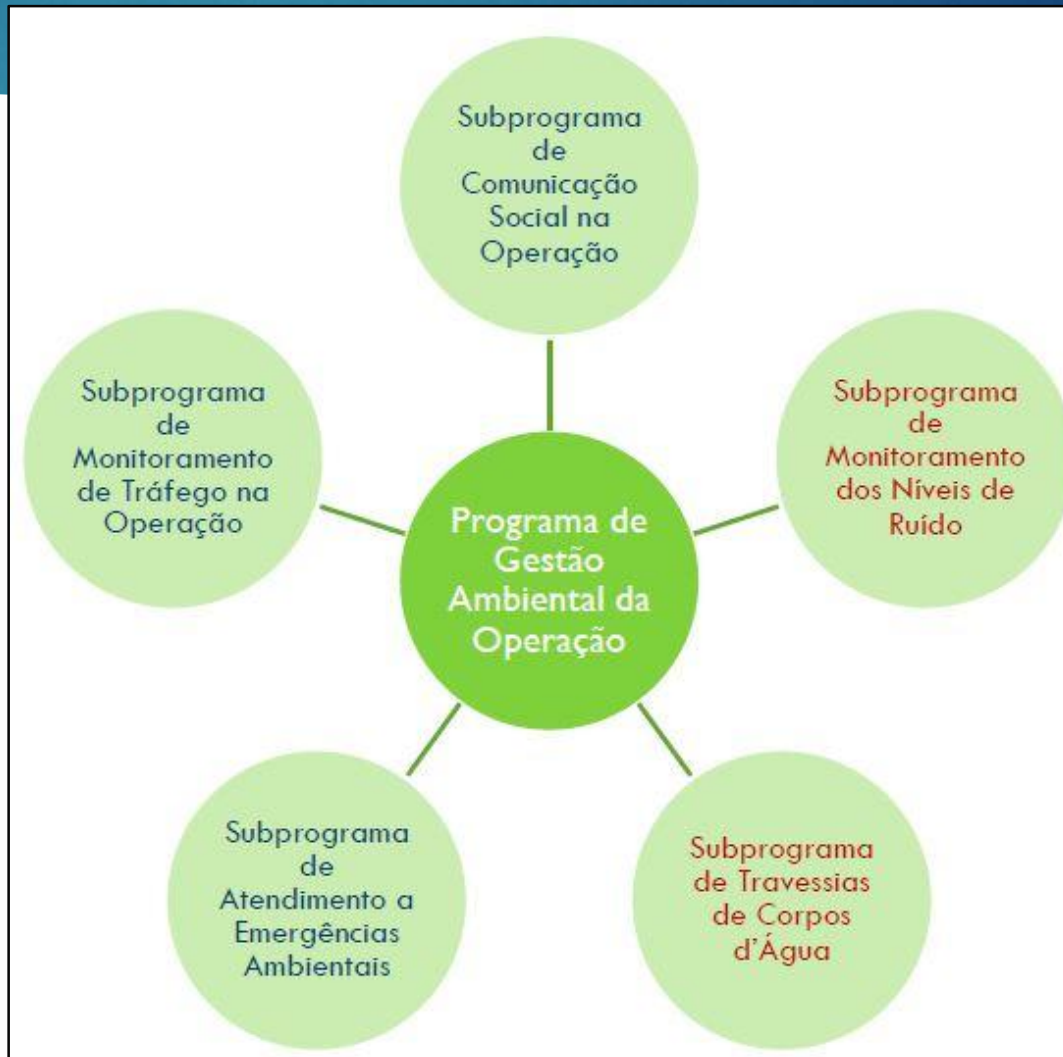 Subprograma
de
Comunicação
Social na
Operação
Subprograma
de
Monitoramento
de Tráfego na
Operação
Subprograma
de
Monitoramento
dos Níveis de
Ruído
Programa de
Gestão
Ambiental da
Operação
Subprograma
de
Atendimento a
Emergências
Ambientais
Subprograma
de Travessias
de Corpos
d’Água